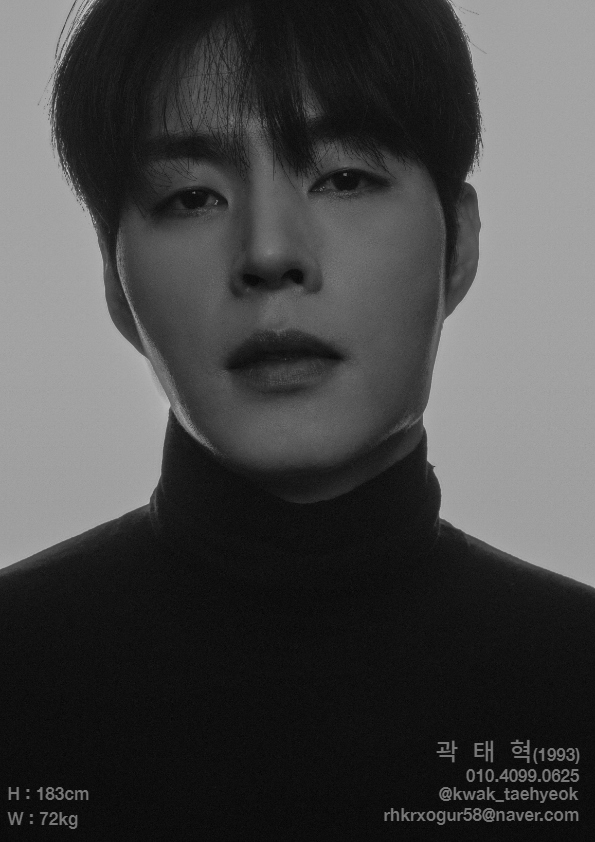 곽 태 혁(1993)
010.4099.0625
@kwak_taehyeok
rhkrxogur58@naver.com
H : 183cm
W : 72kg